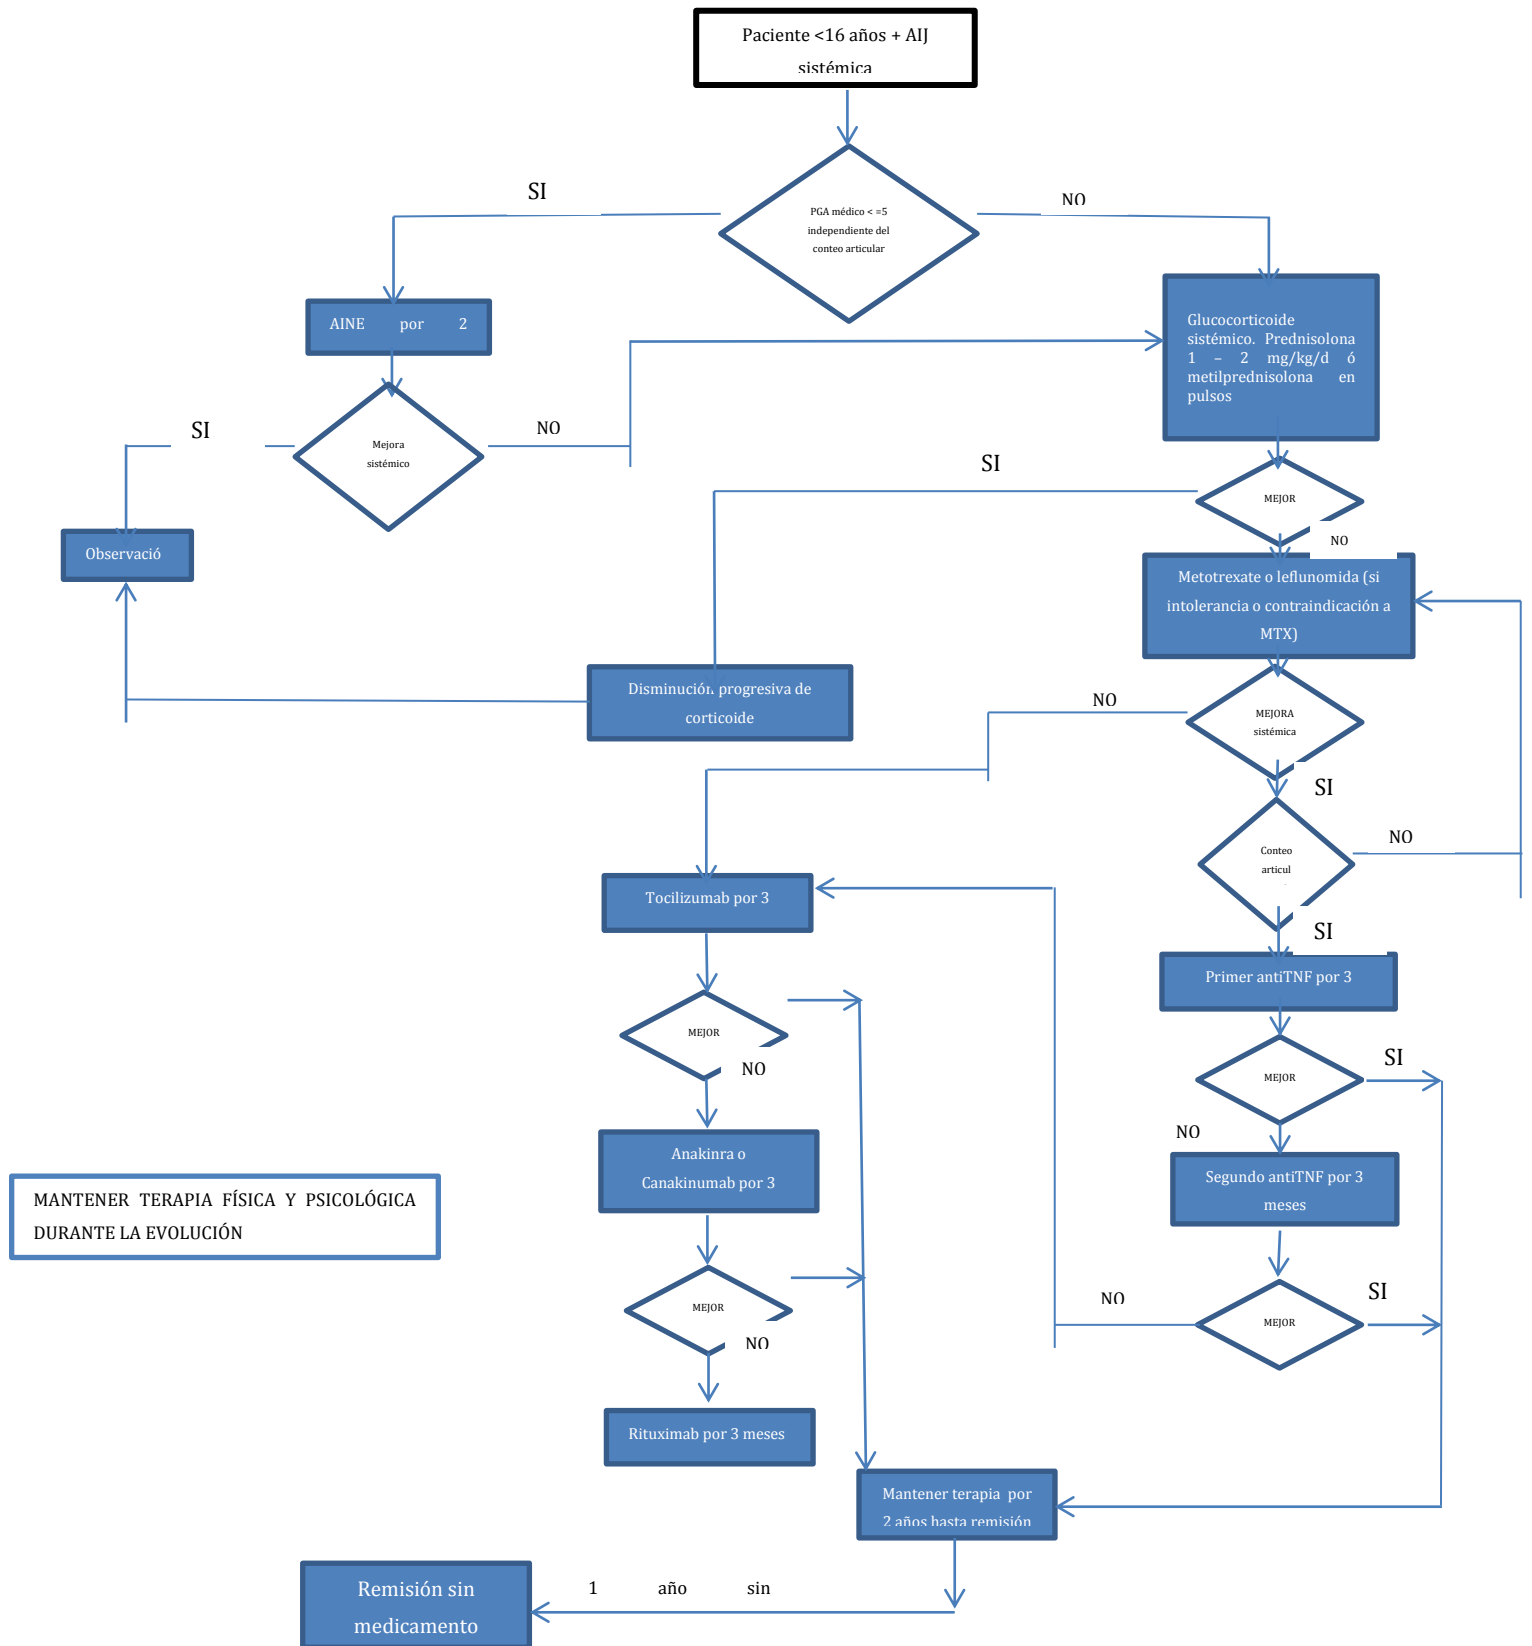 Paciente <16 años + AIJ
sistémica
SI
NO
PGA médico < =5
independiente del
conteo articular
AINE por 2
Glucocorticoide
sistémico. Prednisolona
1 – 2 mg/kg/d ó
metilprednisolona en
pulsos
SI
NO
Mejora
sistémico
SI
MEJOR
NO
Observació
Metotrexate o leflunomida (si
intolerancia o contraindicación a
MTX)
Disminución progresiva de
corticoide
NO
MEJORA
sistémica
SI
Conteo
articul
NO
Tocilizumab por 3
SI
Primer antiTNF por 3
MEJOR
NO
MEJOR
SI
NO
Anakinra o
Canakinumab por 3
Segundo antiTNF por 3
meses
MANTENER TERAPIA FÍSICA Y PSICOLÓGICA
DURANTE LA EVOLUCIÓN
MEJOR
NO
NO
MEJOR
SI
Rituximab por 3 meses
Mantener terapia por
2 años hasta remisión
1 año sin
Remisión sin
medicamento